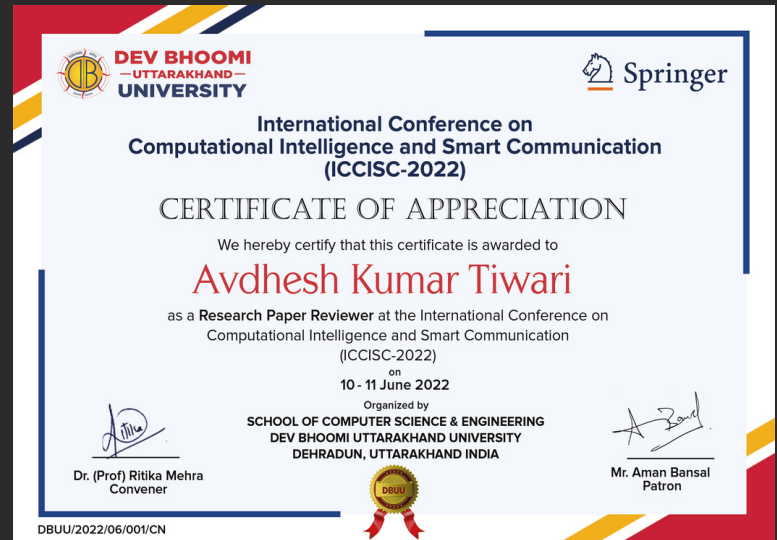 DEV BHOOMI
UTTARAKHAND
UNIVERSITY
Springer
International Conference on
Computational Intelligence and Smart Communication
(ICCISC-2022)
CERTIFICATE OF APPRECIATION
We hereby certify that this certificate is awarded to
Avdhesh Kumar Tiwari
as a Research Paper Reviewer at the International Conference on
Computational Intelligence and Smart Communication
(ICCISC-2022)
on
10 - 11 June 2022
Organized by
SCHOOL OF COMPUTER SCIENCE & ENGINEERING
DEV BHOOMI UTTARAKHAND UNIVERSITY
DEHRADUN, UTTARAKHAND INDIA
Ritika
Dr. (Prof) Ritika Mehra
Convener
Mr. Aman Bansal
Patron
DBUU
DBUU/2022/06/001/CN